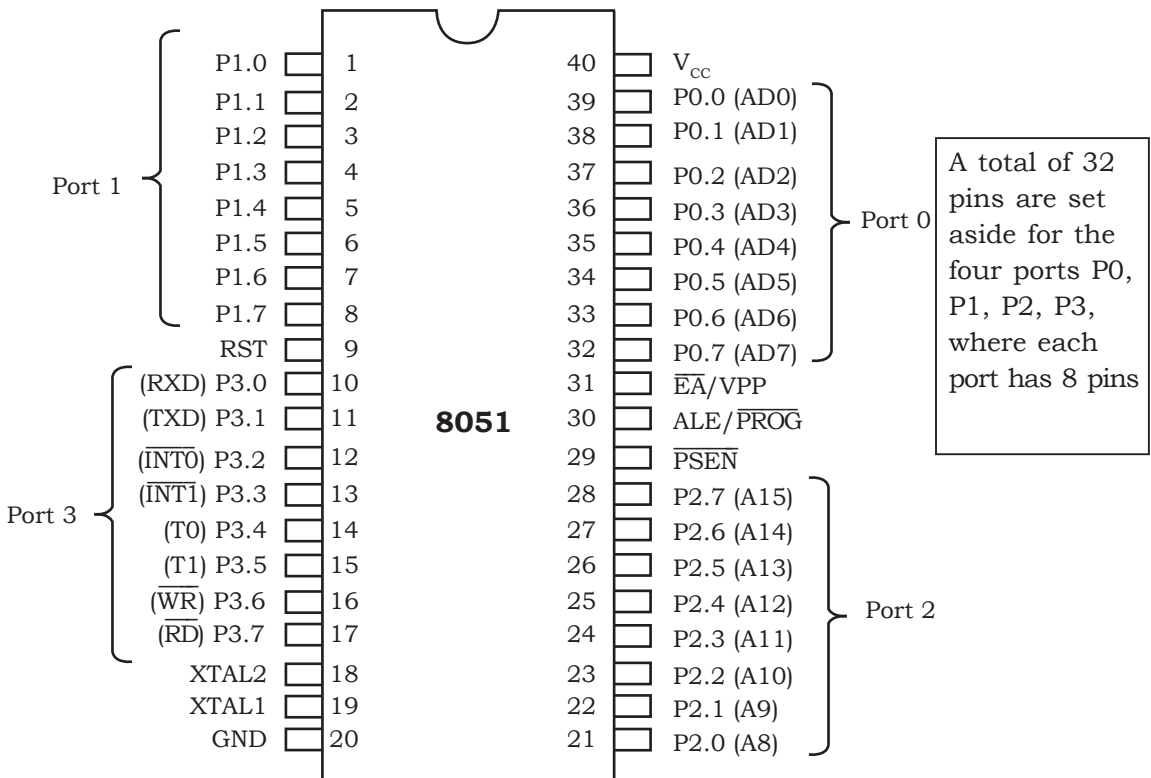 P1.0 1
P1.1 2
P1.2 3
P1.3 4
P1.4 5
P1.5 6
P1.6 7
P1.7 8
Port 1
RST 9
(RXD) P3.0 10
(TXD) P3.1 11
(I̅N̅T̅0̅) P3.2 12
(I̅N̅T̅1̅) P3.3 13
(T0) P3.4 14
(T1) P3.5 15
(W̅R̅) P3.6 16
(R̅D̅) P3.7 17
Port 3
XTAL2 18
XTAL1 19
GND 20
8051
40 VCC
39 P0.0 (AD0)
38 P0.1 (AD1)
37 P0.2 (AD2)
36 P0.3 (AD3)
35 P0.4 (AD4)
34 P0.5 (AD5)
33 P0.6 (AD6)
32 P0.7 (AD7)
Port 0
31 E̅A̅/VPP
30 ALE/P̅R̅O̅G̅
29 P̅S̅E̅N̅
28 P2.7 (A15)
27 P2.6 (A14)
26 P2.5 (A13)
25 P2.4 (A12)
24 P2.3 (A11)
23 P2.2 (A10)
22 P2.1 (A9)
21 P2.0 (A8)
Port 2
A total of 32
pins are set
aside for the
four ports P0,
P1, P2, P3,
where each
port has 8 pins